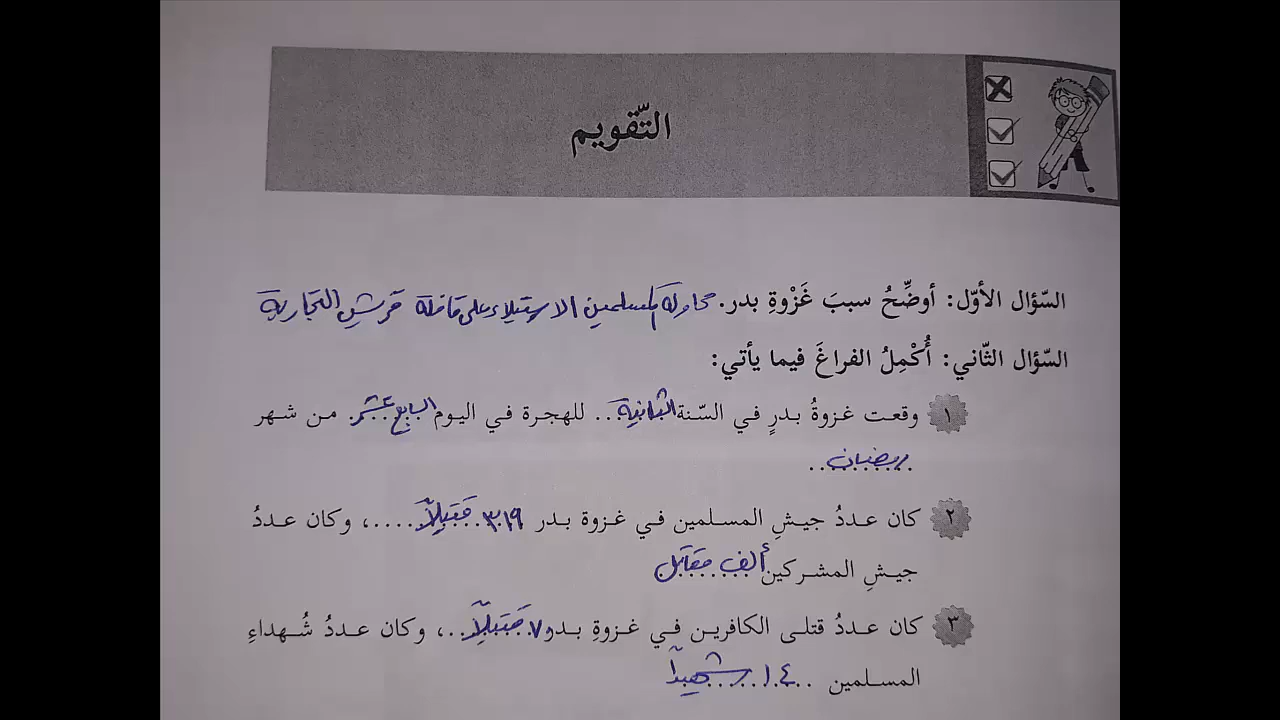 التّقويم
السّؤال الأوّل: أوضِّحُ سببَ غَزْوةِ بدر. محاولة المسلمين الاستيلاء على قافلة قريش التجارية
السّؤال الثّاني: أُكْمِلُ الفراغَ فيما يأتي:
١ وقعت غزوةُ بدرٍ في السّنة الثانية.. للهجرة في اليوم السابع عشر. من شهر
رمضان..
٢ كان عددُ جيشِ المسلمين في غزوة بدر ٣١٩ قتيلاً....، وكان عددُ
جيشِ المشركين ألف مقاتل
٣ كان عددُ قتلى الكافرين في غزوةِ بدر ٧٠ قتيلاً..، وكان عددُ شُهداءِ
المسلمين ..١٤ شهيداً